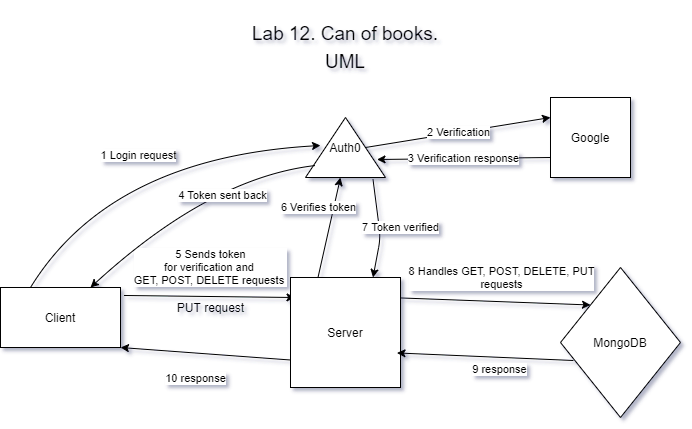 Lab 12. Can of books.
UML
Auth0
Google
1 Login request
2 Verification
3 Verification response
4 Token sent back
6 Verifies token
7 Token verified
5 Sends token
for verification and
GET, POST, DELETE requests
PUT request
8 Handles GET, POST, DELETE, PUT
requests
Client
Server
MongoDB
9 response
10 response